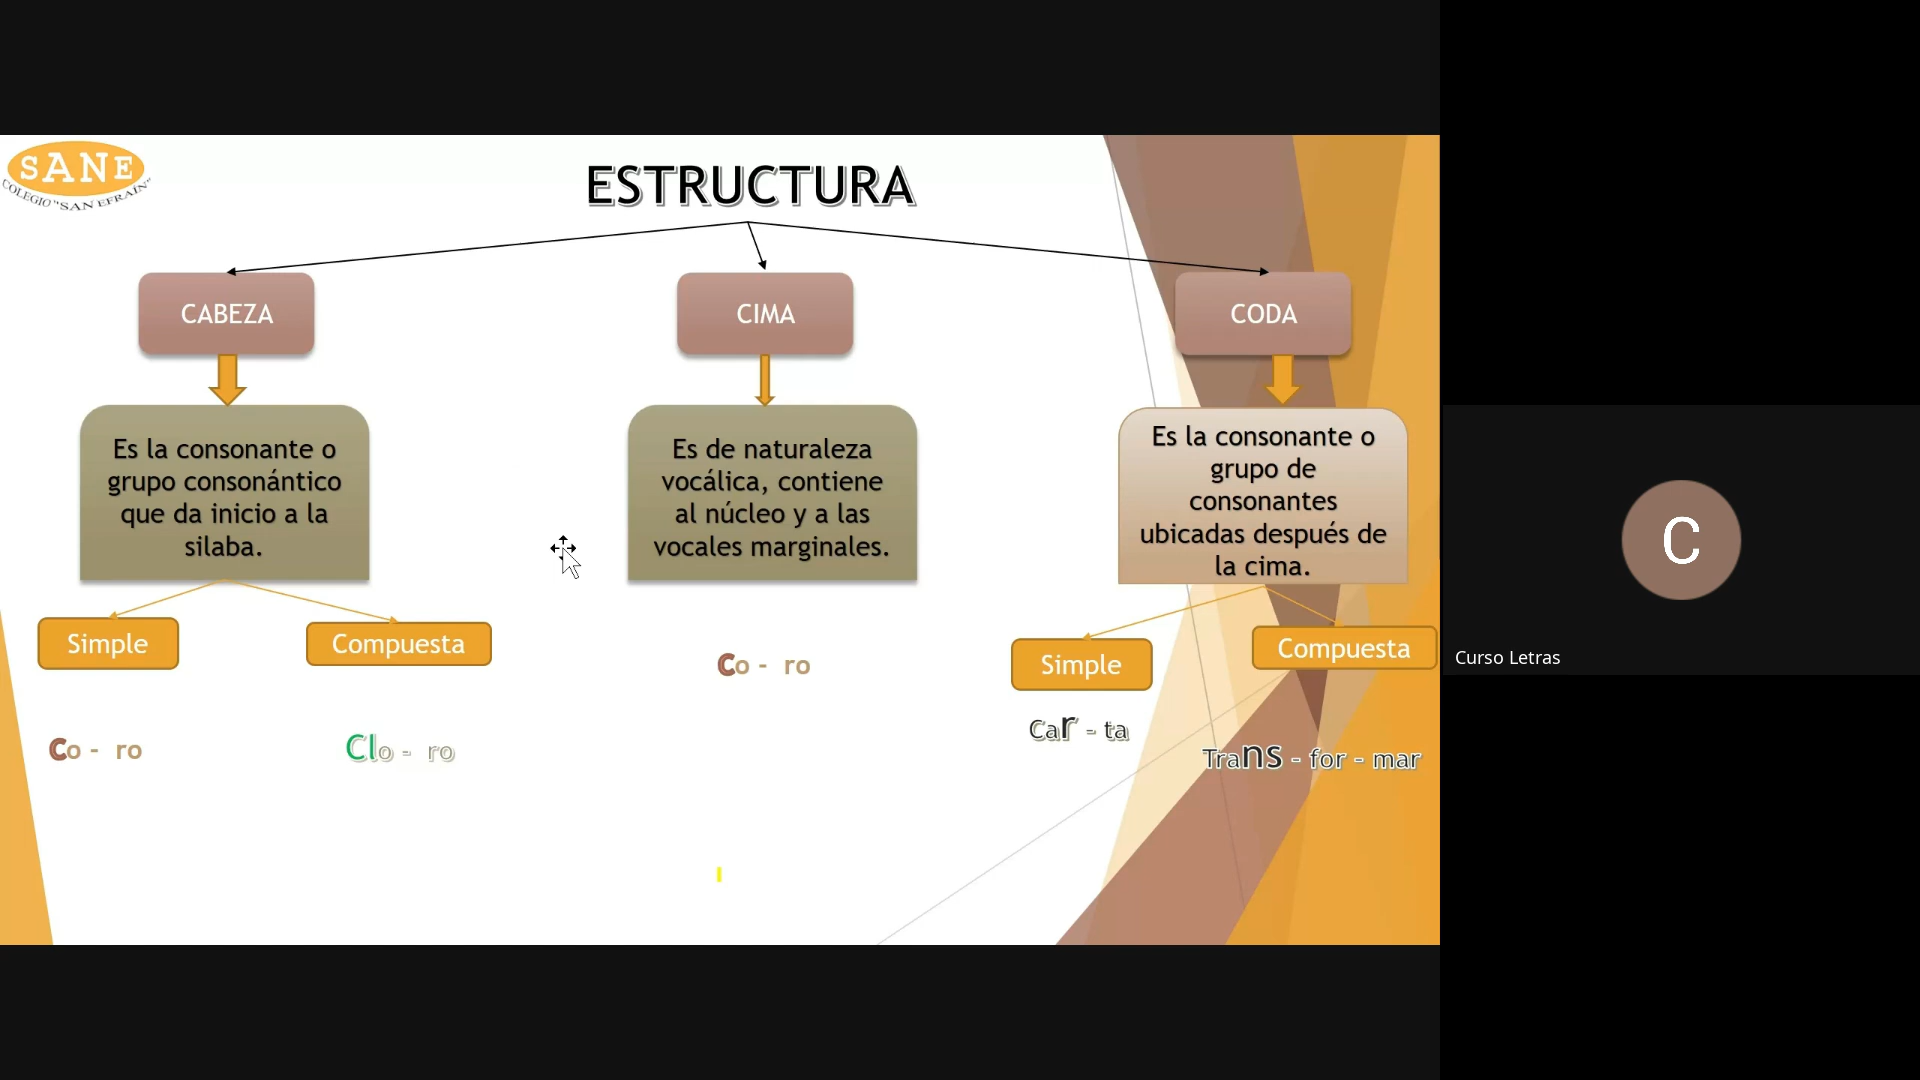 SANE
COLEGIO "SAN EFRAÍN"
ESTRUCTURA
CABEZA
CIMA
CODA
Es la consonante o
grupo consonántico
que da inicio a la
silaba.
Es de naturaleza
vocálica, contiene
al núcleo y a las
vocales marginales.
Es la consonante o
grupo de
consonantes
ubicadas después de
la cima.
Simple
Compuesta
Co - ro
Clo - ro
Co - ro
Simple
Compuesta
Car - ta
Trans - for - mar
C
Curso Letras